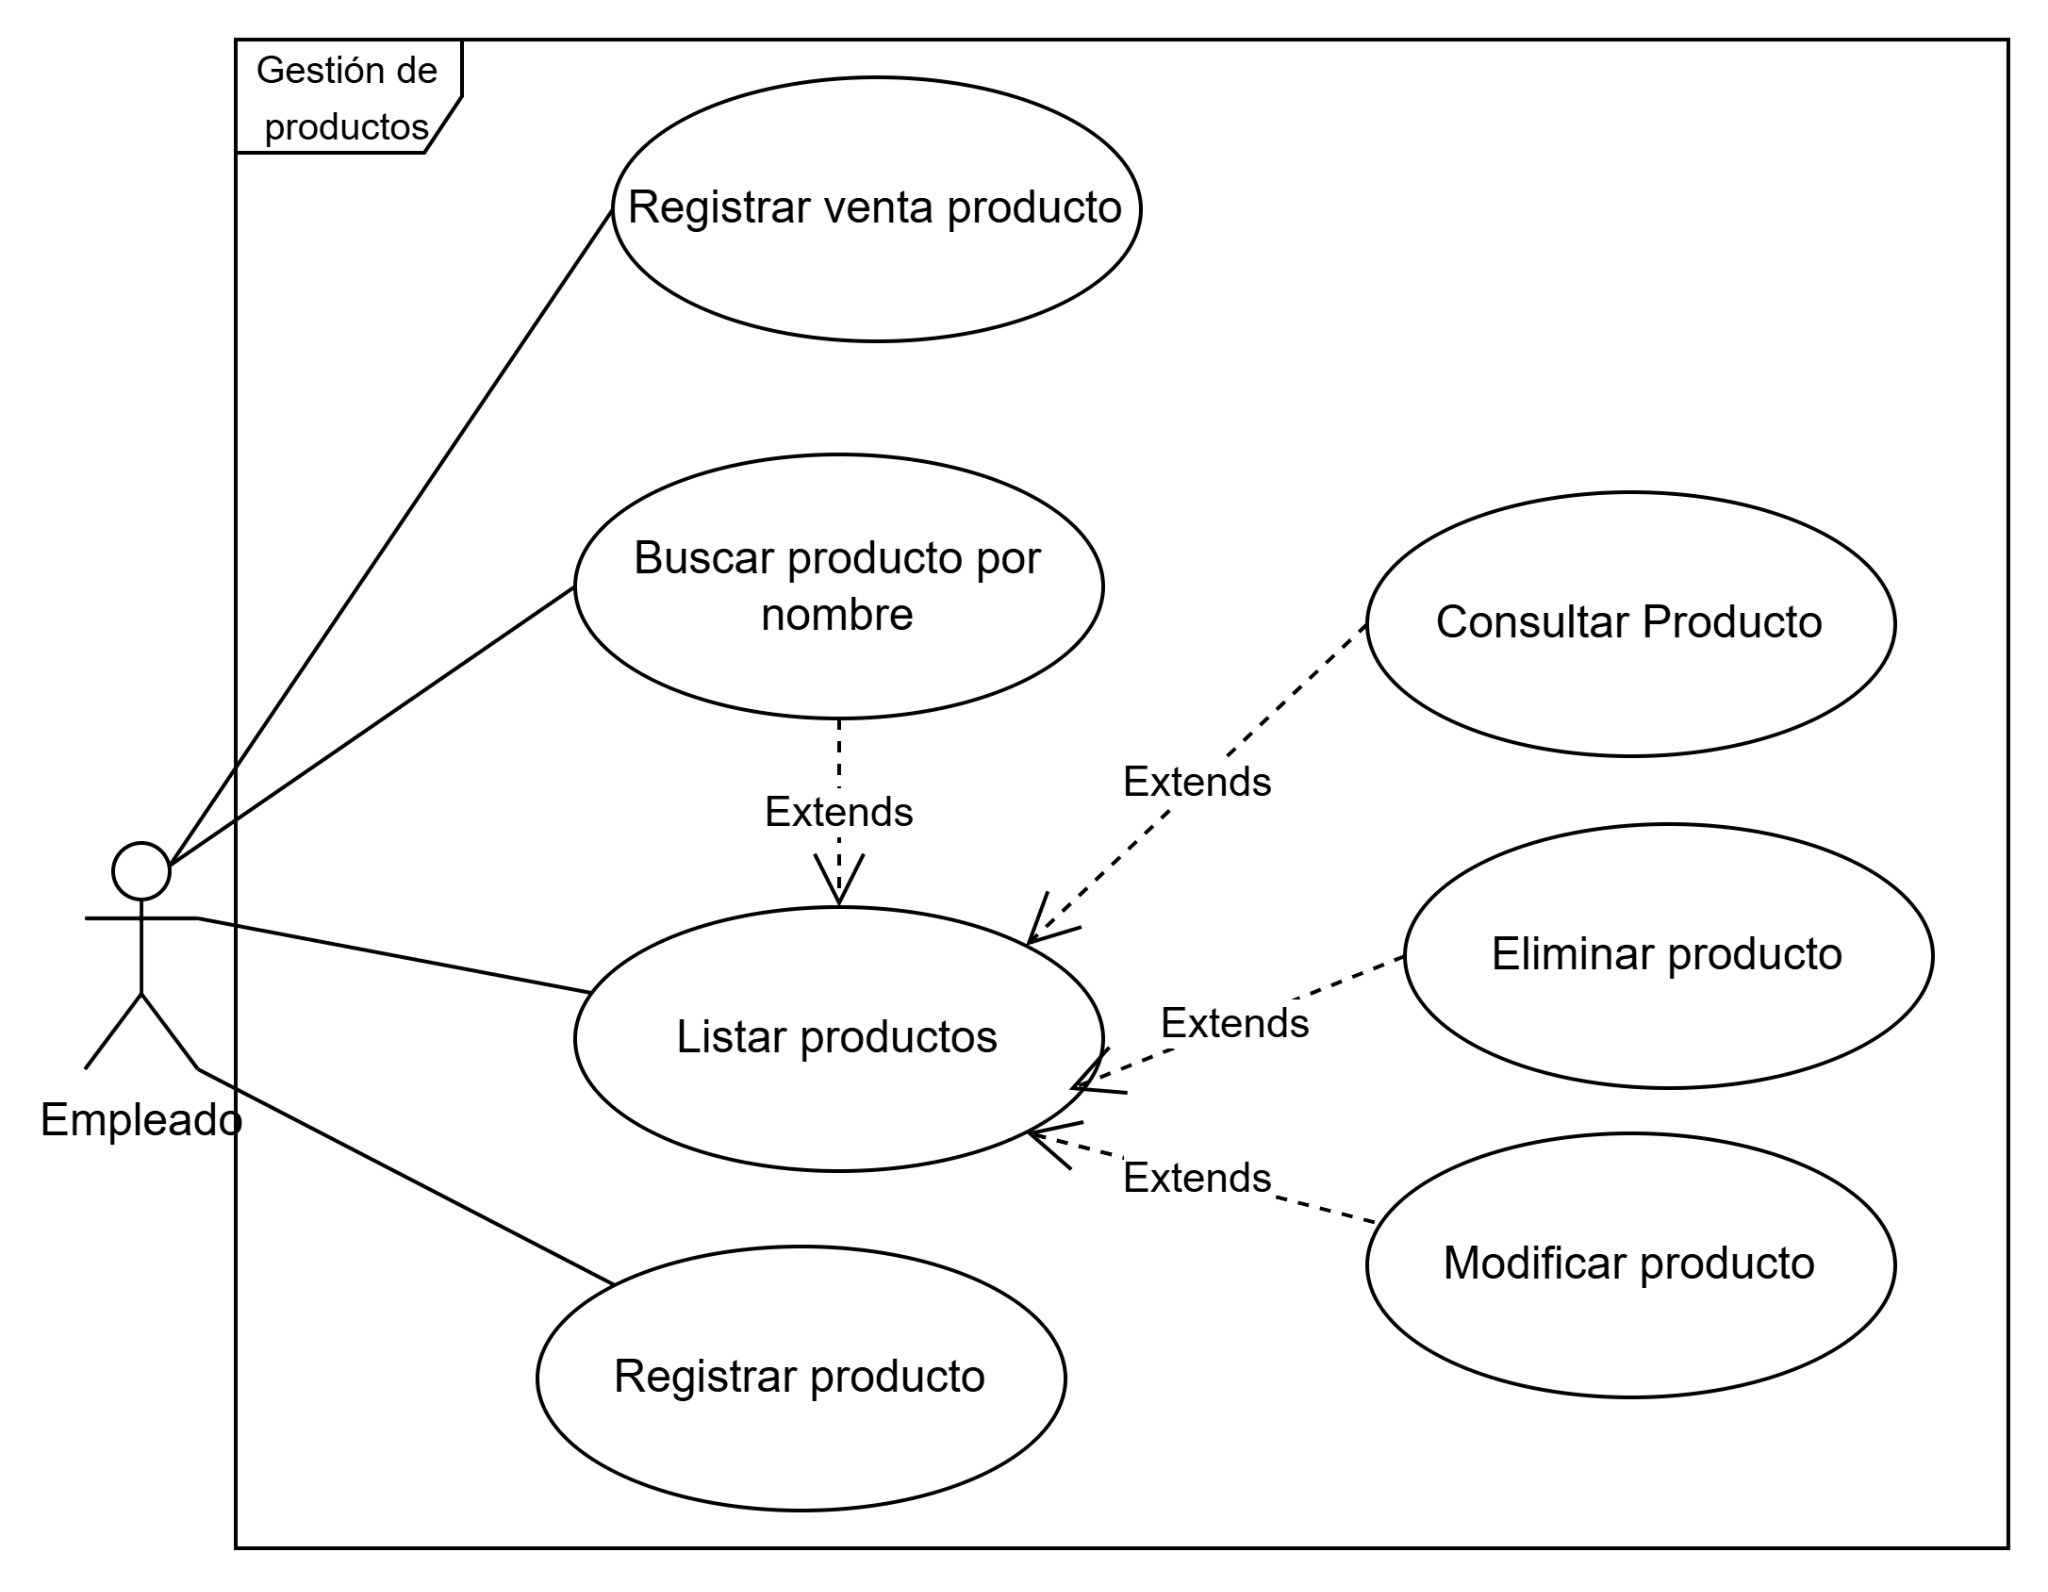 Gestión de
productos
Registrar venta producto
Buscar producto por
nombre
Consultar Producto
Extends
Extends
Eliminar producto
Extends
Listar productos
Empleado
Extends
Modificar producto
Registrar producto